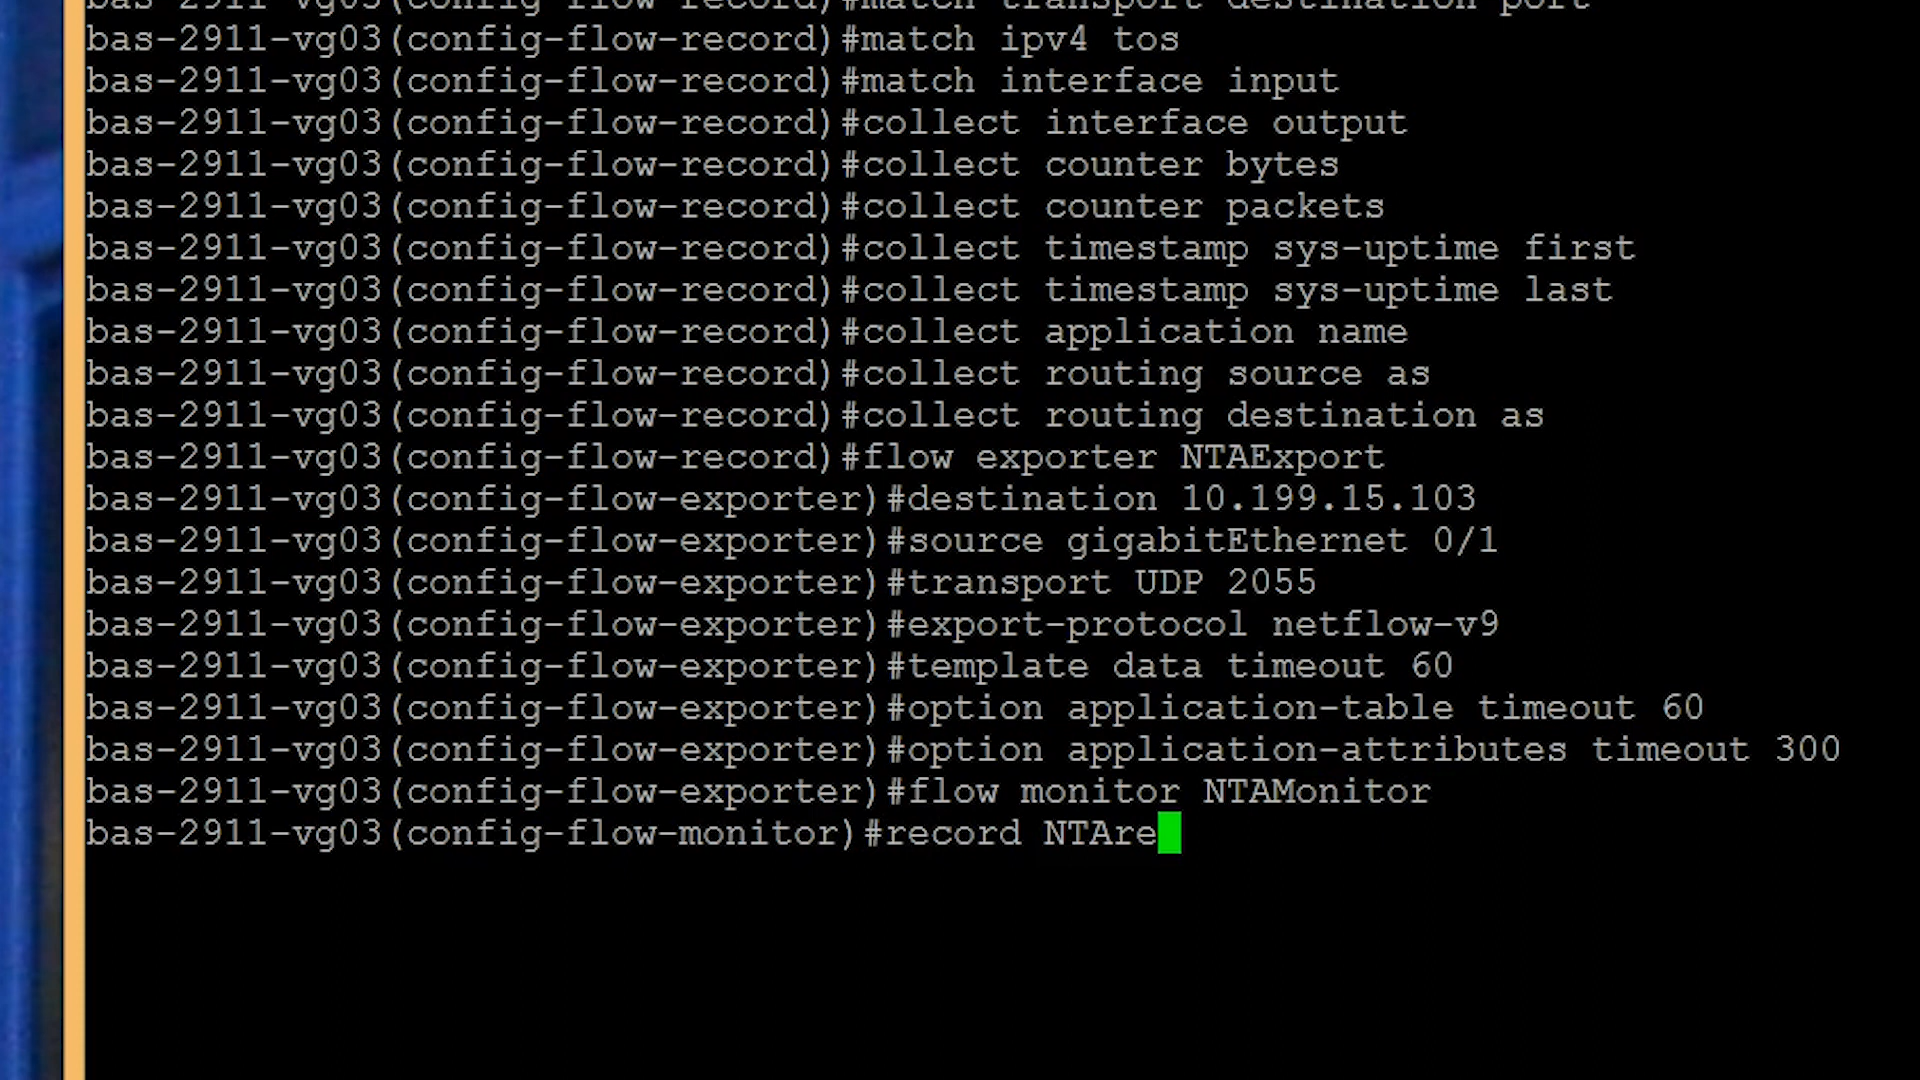 bas-2911-vg03(config-flow-record)#match transport destination port
bas-2911-vg03(config-flow-record)#match ipv4 tos
bas-2911-vg03(config-flow-record)#match interface input
bas-2911-vg03(config-flow-record)#collect interface output
bas-2911-vg03(config-flow-record)#collect counter bytes
bas-2911-vg03(config-flow-record)#collect counter packets
bas-2911-vg03(config-flow-record)#collect timestamp sys-uptime first
bas-2911-vg03(config-flow-record)#collect timestamp sys-uptime last
bas-2911-vg03(config-flow-record)#collect application name
bas-2911-vg03(config-flow-record)#collect routing source as
bas-2911-vg03(config-flow-record)#collect routing destination as
bas-2911-vg03(config-flow-record)#flow exporter NTAExport
bas-2911-vg03(config-flow-exporter)#destination 10.199.15.103
bas-2911-vg03(config-flow-exporter)#source gigabitEthernet 0/1
bas-2911-vg03(config-flow-exporter)#transport UDP 2055
bas-2911-vg03(config-flow-exporter)#export-protocol netflow-v9
bas-2911-vg03(config-flow-exporter)#template data timeout 60
bas-2911-vg03(config-flow-exporter)#option application-table timeout 60
bas-2911-vg03(config-flow-exporter)#option application-attributes timeout 300
bas-2911-vg03(config-flow-exporter)#flow monitor NTAMonitor
bas-2911-vg03(config-flow-monitor)#record NTAre